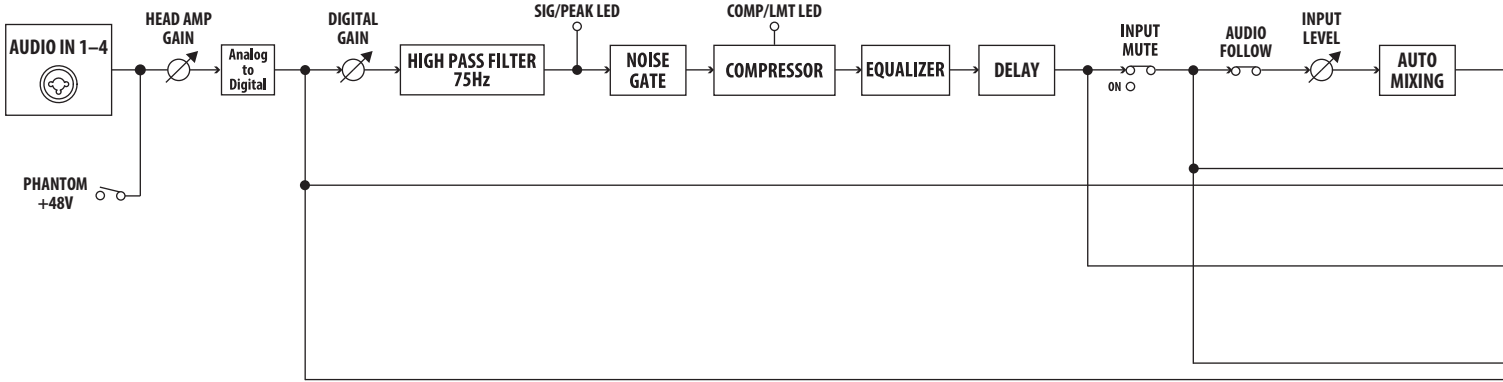 AUDIO IN 1–4
HEAD AMP
GAIN
Analog
to
Digital
DIGITAL
GAIN
HIGH PASS FILTER
75Hz
SIG/PEAK LED
NOISE
GATE
COMP/LMT LED
COMPRESSOR
EQUALIZER
DELAY
INPUT
MUTE
ON
AUDIO
FOLLOW
INPUT
LEVEL
AUTO
MIXING
PHANTOM
+48V